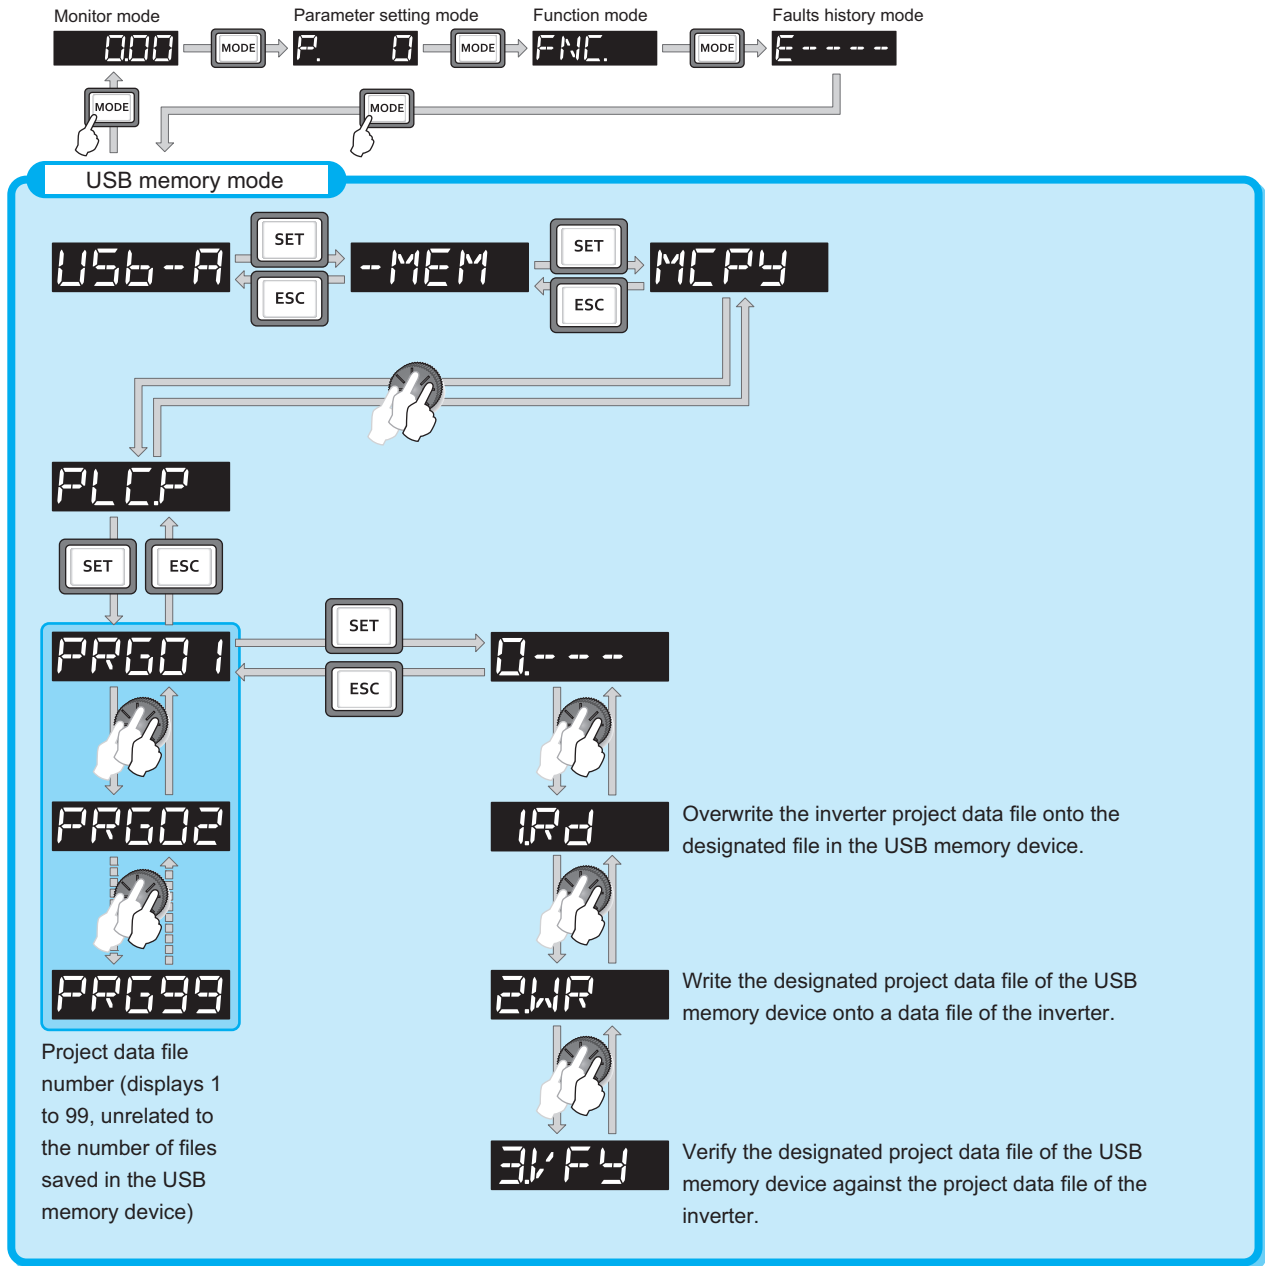 Monitor mode
Parameter setting mode
Function mode
Faults history mode
0.00
MODE
P. 0
MODE
FNC.
MODE
E-----
MODE
MODE
USB memory mode
USb-A
SET
ESC
-MEM
SET
ESC
MCPY
PLC.P
SET
ESC
PRG01
SET
ESC
0.---
PRG02
1.Rd
Overwrite the inverter project data file onto the
designated file in the USB memory device.
PRG99
2.WR
Write the designated project data file of the USB
memory device onto a data file of the inverter.
Project data file
number (displays 1
to 99, unrelated to
the number of files
saved in the USB
memory device)
3.VFY
Verify the designated project data file of the USB
memory device against the project data file of the
inverter.